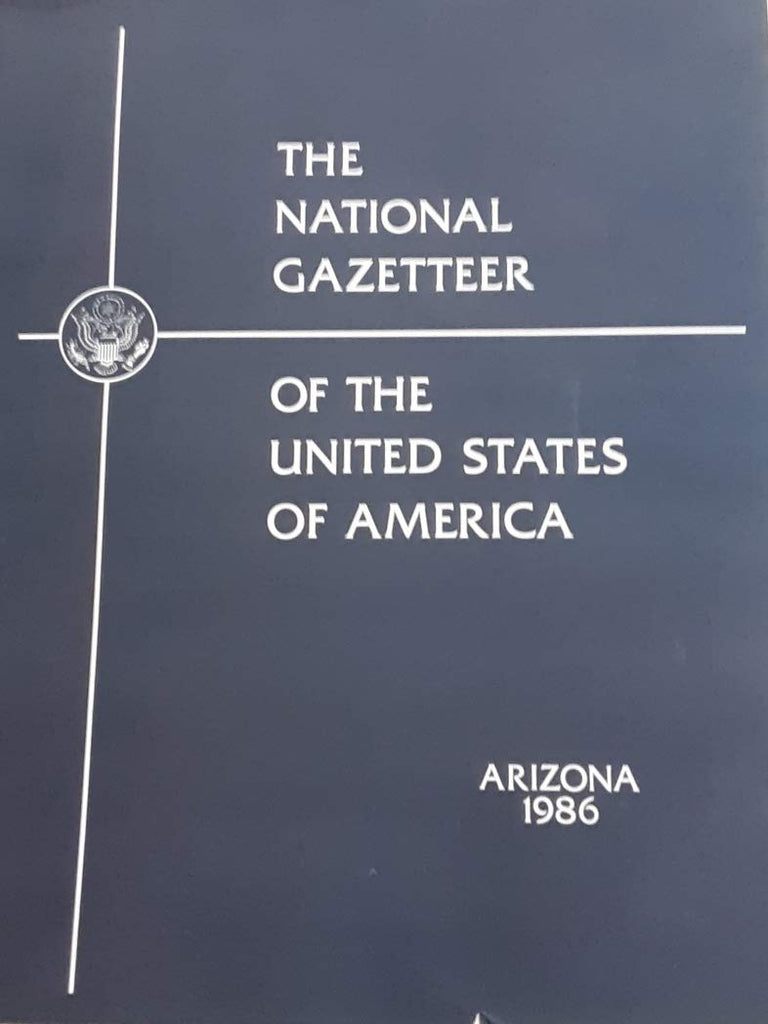 THE
NATIONAL
GAZETTEER
OF THE
UNITED STATES
OF AMERICA
ARIZONA
1986